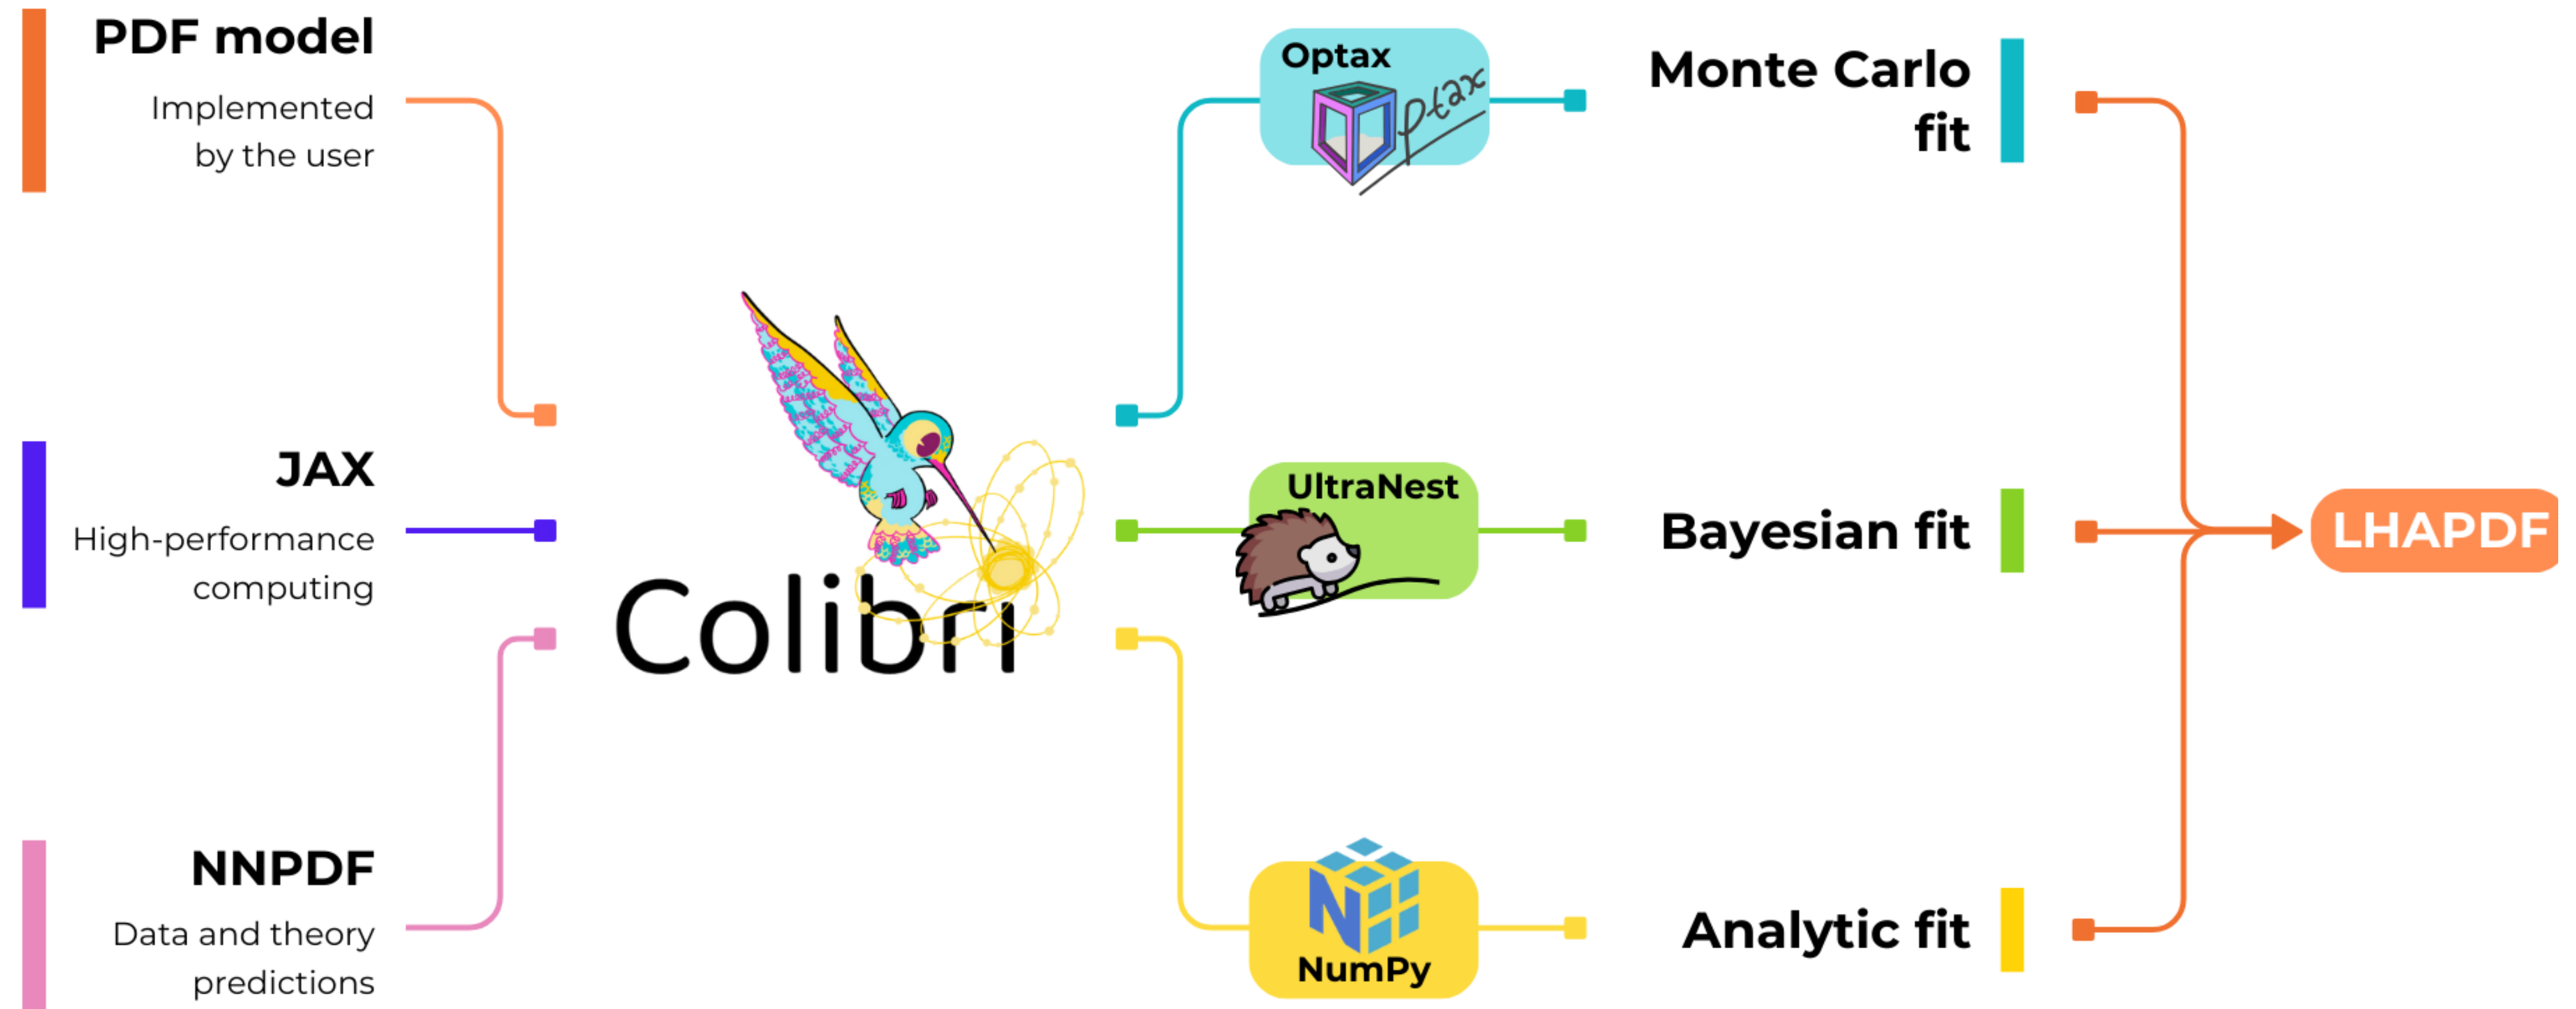 PDF model
Implemented
by the user
JAX
High-performance
computing
NNPDF
Data and theory
predictions
Colibri
Optax
ptax
UltraNest
NumPy
Monte Carlo
fit
Bayesian fit
Analytic fit
LHAPDF